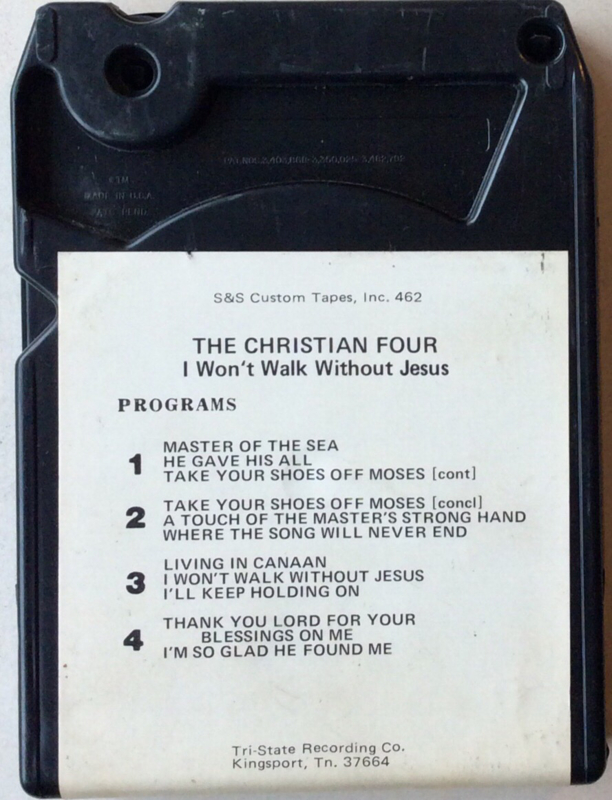 MADE IN U.S.A.
S&S Custom Tapes, Inc. 462
THE CHRISTIAN FOUR
I Won't Walk Without Jesus
PROGRAMS
1 MASTER OF THE SEA
HE GAVE HIS ALL
TAKE YOUR SHOES OFF MOSES [cont]
2 TAKE YOUR SHOES OFF MOSES [concl]
A TOUCH OF THE MASTER'S STRONG HAND
WHERE THE SONG WILL NEVER END
3 LIVING IN CANAAN
I WON'T WALK WITHOUT JESUS
I'LL KEEP HOLDING ON
4 THANK YOU LORD FOR YOUR
BLESSINGS ON ME
I'M SO GLAD HE FOUND ME
Tri-State Recording Co.
Kingsport, Tn. 37664